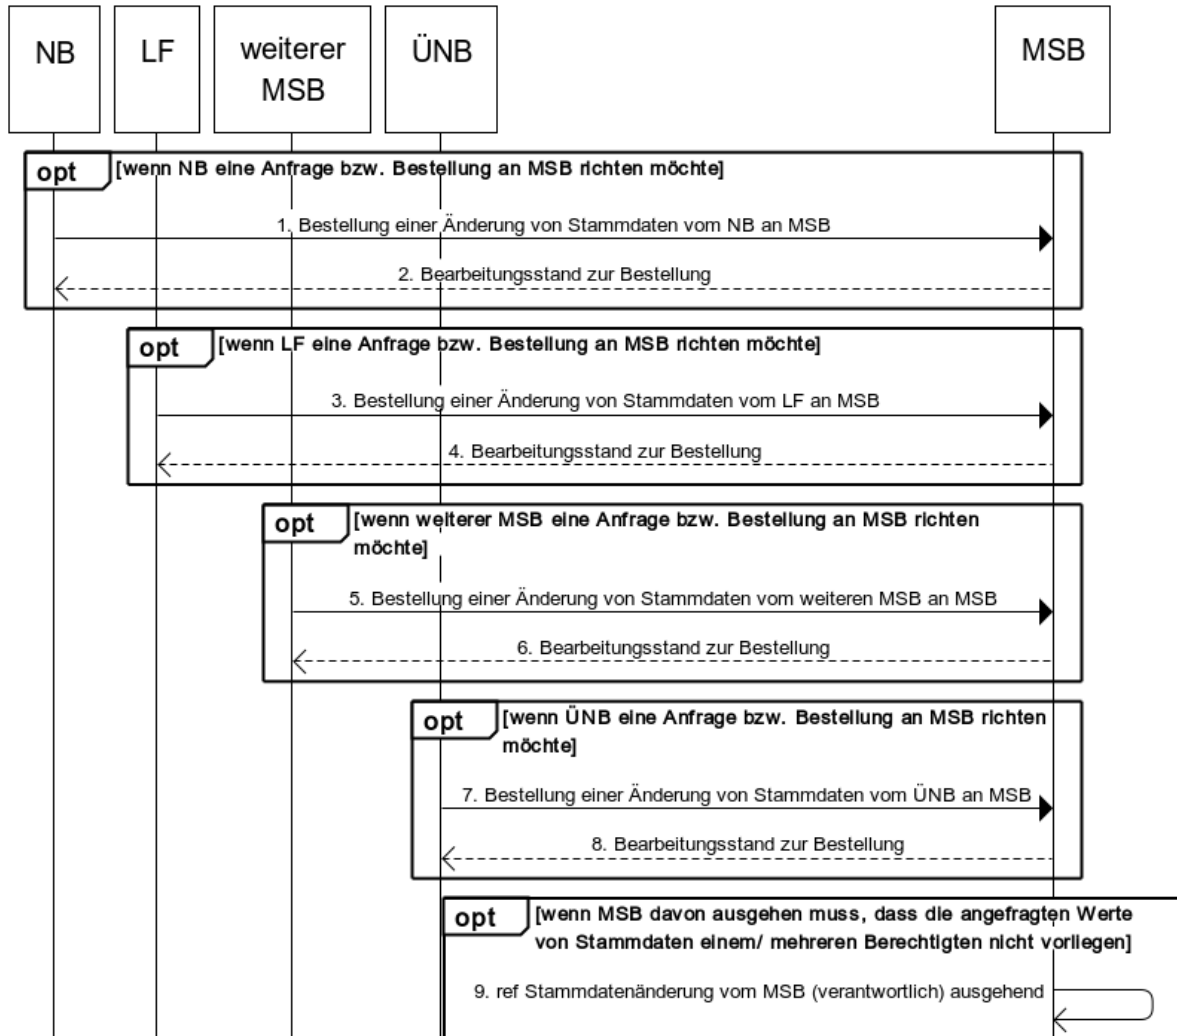 NB
LF
weiterer
MSB
ÜNB
MSB
opt
[wenn NB eine Anfrage bzw. Bestellung an MSB richten möchte]
1. Bestellung einer Änderung von Stammdaten vom NB an MSB
2. Bearbeitungsstand zur Bestellung
opt
[wenn LF eine Anfrage bzw. Bestellung an MSB richten möchte]
3. Bestellung einer Änderung von Stammdaten vom LF an MSB
4. Bearbeitungsstand zur Bestellung
opt
[wenn weiterer MSB eine Anfrage bzw. Bestellung an MSB richten
möchte]
5. Bestellung einer Änderung von Stammdaten vom weiteren MSB an MSB
6. Bearbeitungsstand zur Bestellung
opt
[wenn ÜNB eine Anfrage bzw. Bestellung an MSB richten
möchte]
7. Bestellung einer Änderung von Stammdaten vom ÜNB an MSB
8. Bearbeitungsstand zur Bestellung
opt
[wenn MSB davon ausgehen muss, dass die angefragten Werte
von Stammdaten einem/ mehreren Berechtigten nicht vorliegen]
9. ref Stammdatenänderung vom MSB (verantwortlich) ausgehend